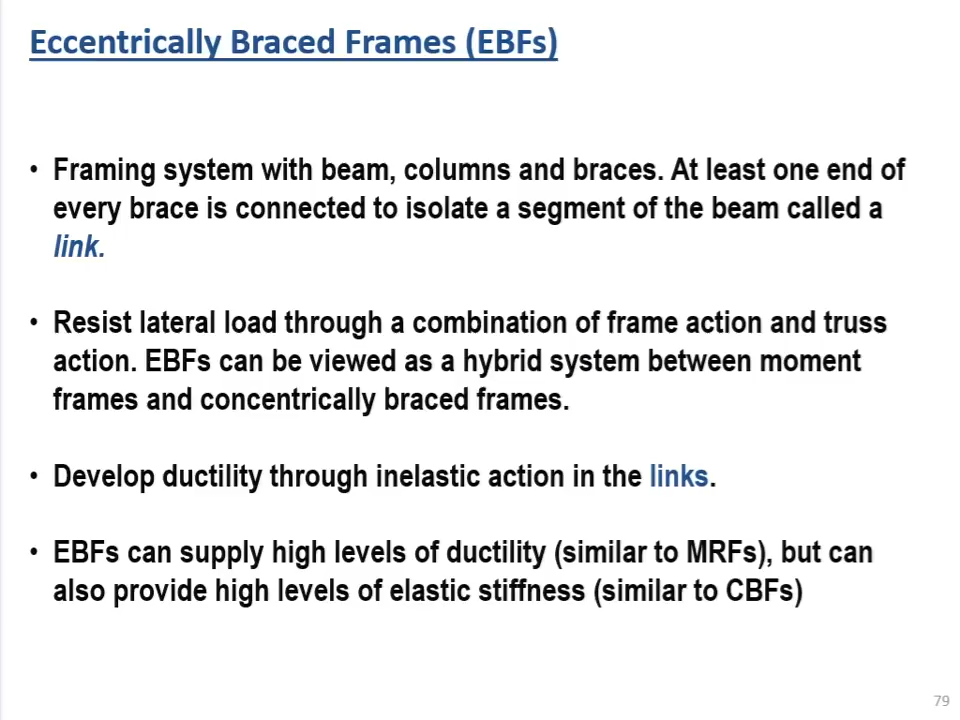 Eccentrically Braced Frames (EBFs)
• Framing system with beam, columns and braces. At least one end of
every brace is connected to isolate a segment of the beam called a
link.
• Resist lateral load through a combination of frame action and truss
action. EBFs can be viewed as a hybrid system between moment
frames and concentrically braced frames.
• Develop ductility through inelastic action in the links.
• EBFs can supply high levels of ductility (similar to MRFs), but can
also provide high levels of elastic stiffness (similar to CBFs)
79